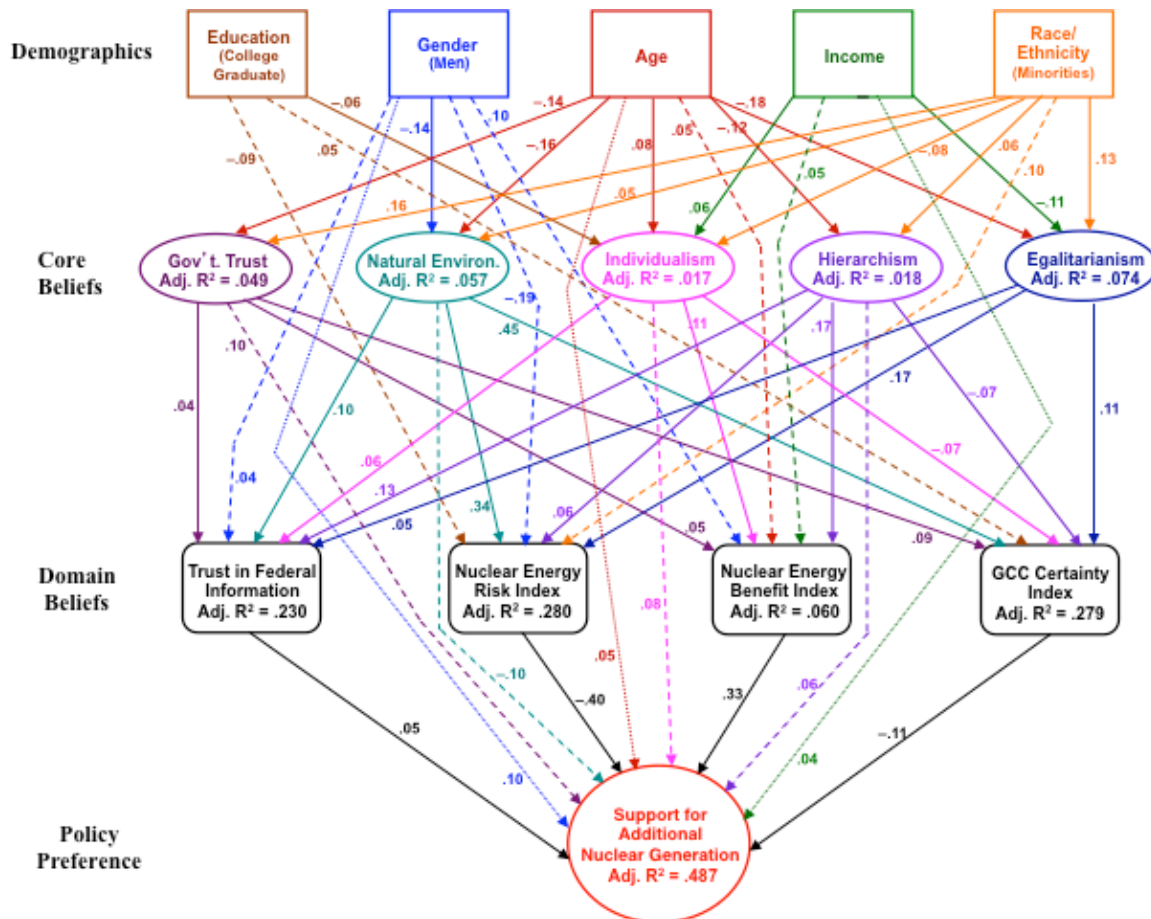 Demographics
Education
(College
Graduate)
Gender
(Men)
Age
Income
Race/
Ethnicity
(Minorities)
–.06
–.14
–.14
.10
–.18
–.09
.05
–.16
.08
.05
–.12
.05
–.08
.06
.10
.13
.16
.05
.06
–.11
Core
Beliefs
Gov't. Trust
Adj. R² = .049
Natural Environ.
Adj. R² = .057
Individualism
Adj. R² = .017
Hierarchism
Adj. R² = .018
Egalitarianism
Adj. R² = .074
–.19
.45
.11
.17
.10
.17
–.07
.04
.10
.11
.06
–.07
.04
.13
.05
.34
.06
.05
.09
Domain
Beliefs
Trust in Federal
Information
Adj. R² = .230
Nuclear Energy
Risk Index
Adj. R² = .280
Nuclear Energy
Benefit Index
Adj. R² = .060
GCC Certainty
Index
Adj. R² = .279
.05
–.10
–.40
.05
.08
.33
.06
–.11
.10
.04
Policy
Preference
Support for
Additional
Nuclear Generation
Adj. R² = .487